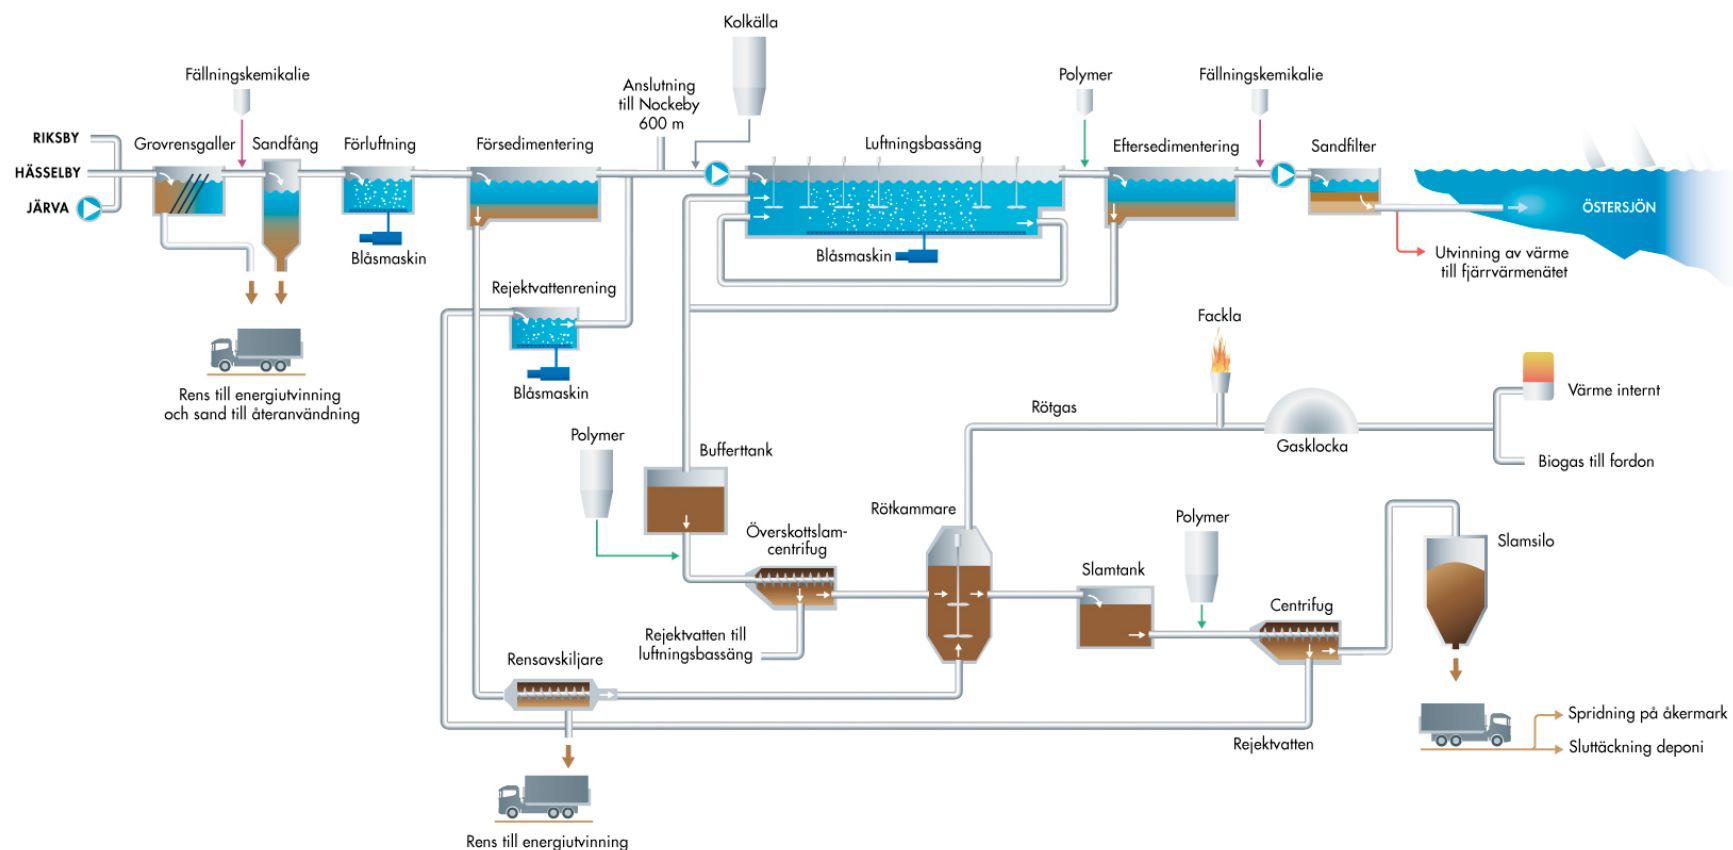 Kolkälla
Fällningskemikalie
Anslutning
till Nockeby
600 m
Polymer
Fällningskemikalie
RIKSBY
HÄSSELBY
JÄRVA
Grovrensgaller
Sandfång
Förluftning
Försedimentering
Luftningsbassäng
Eftersedimentering
Sandfilter
ÖSTERSJÖN
Blåsmaskin
Blåsmaskin
Utvinning av värme
till fjärrvärmenätet
Rejektvattenrening
Blåsmaskin
Rens till energiutvinning
och sand till återanvändning
Fackla
Rötgas
Gasklocka
Värme internt
Biogas till fordon
Polymer
Bufferttank
Överskottslam-
centrifug
Rötkammare
Slamtank
Polymer
Centrifug
Slamsilo
Rejektvatten till
luftningsbassäng
Rensavskiljare
Rejektvatten
Spridning på åkermark
Sluttäckning deponi
Rens till energiutvinning